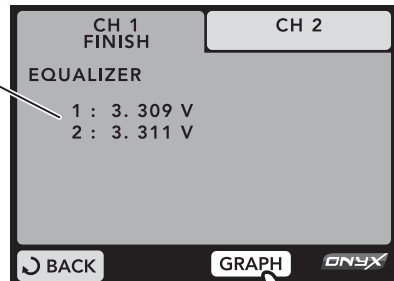 CH 1
FINISH
CH 2
EQUALIZER
1 : 3. 309 V
2 : 3. 311 V
BACK
GRAPH
ONYX